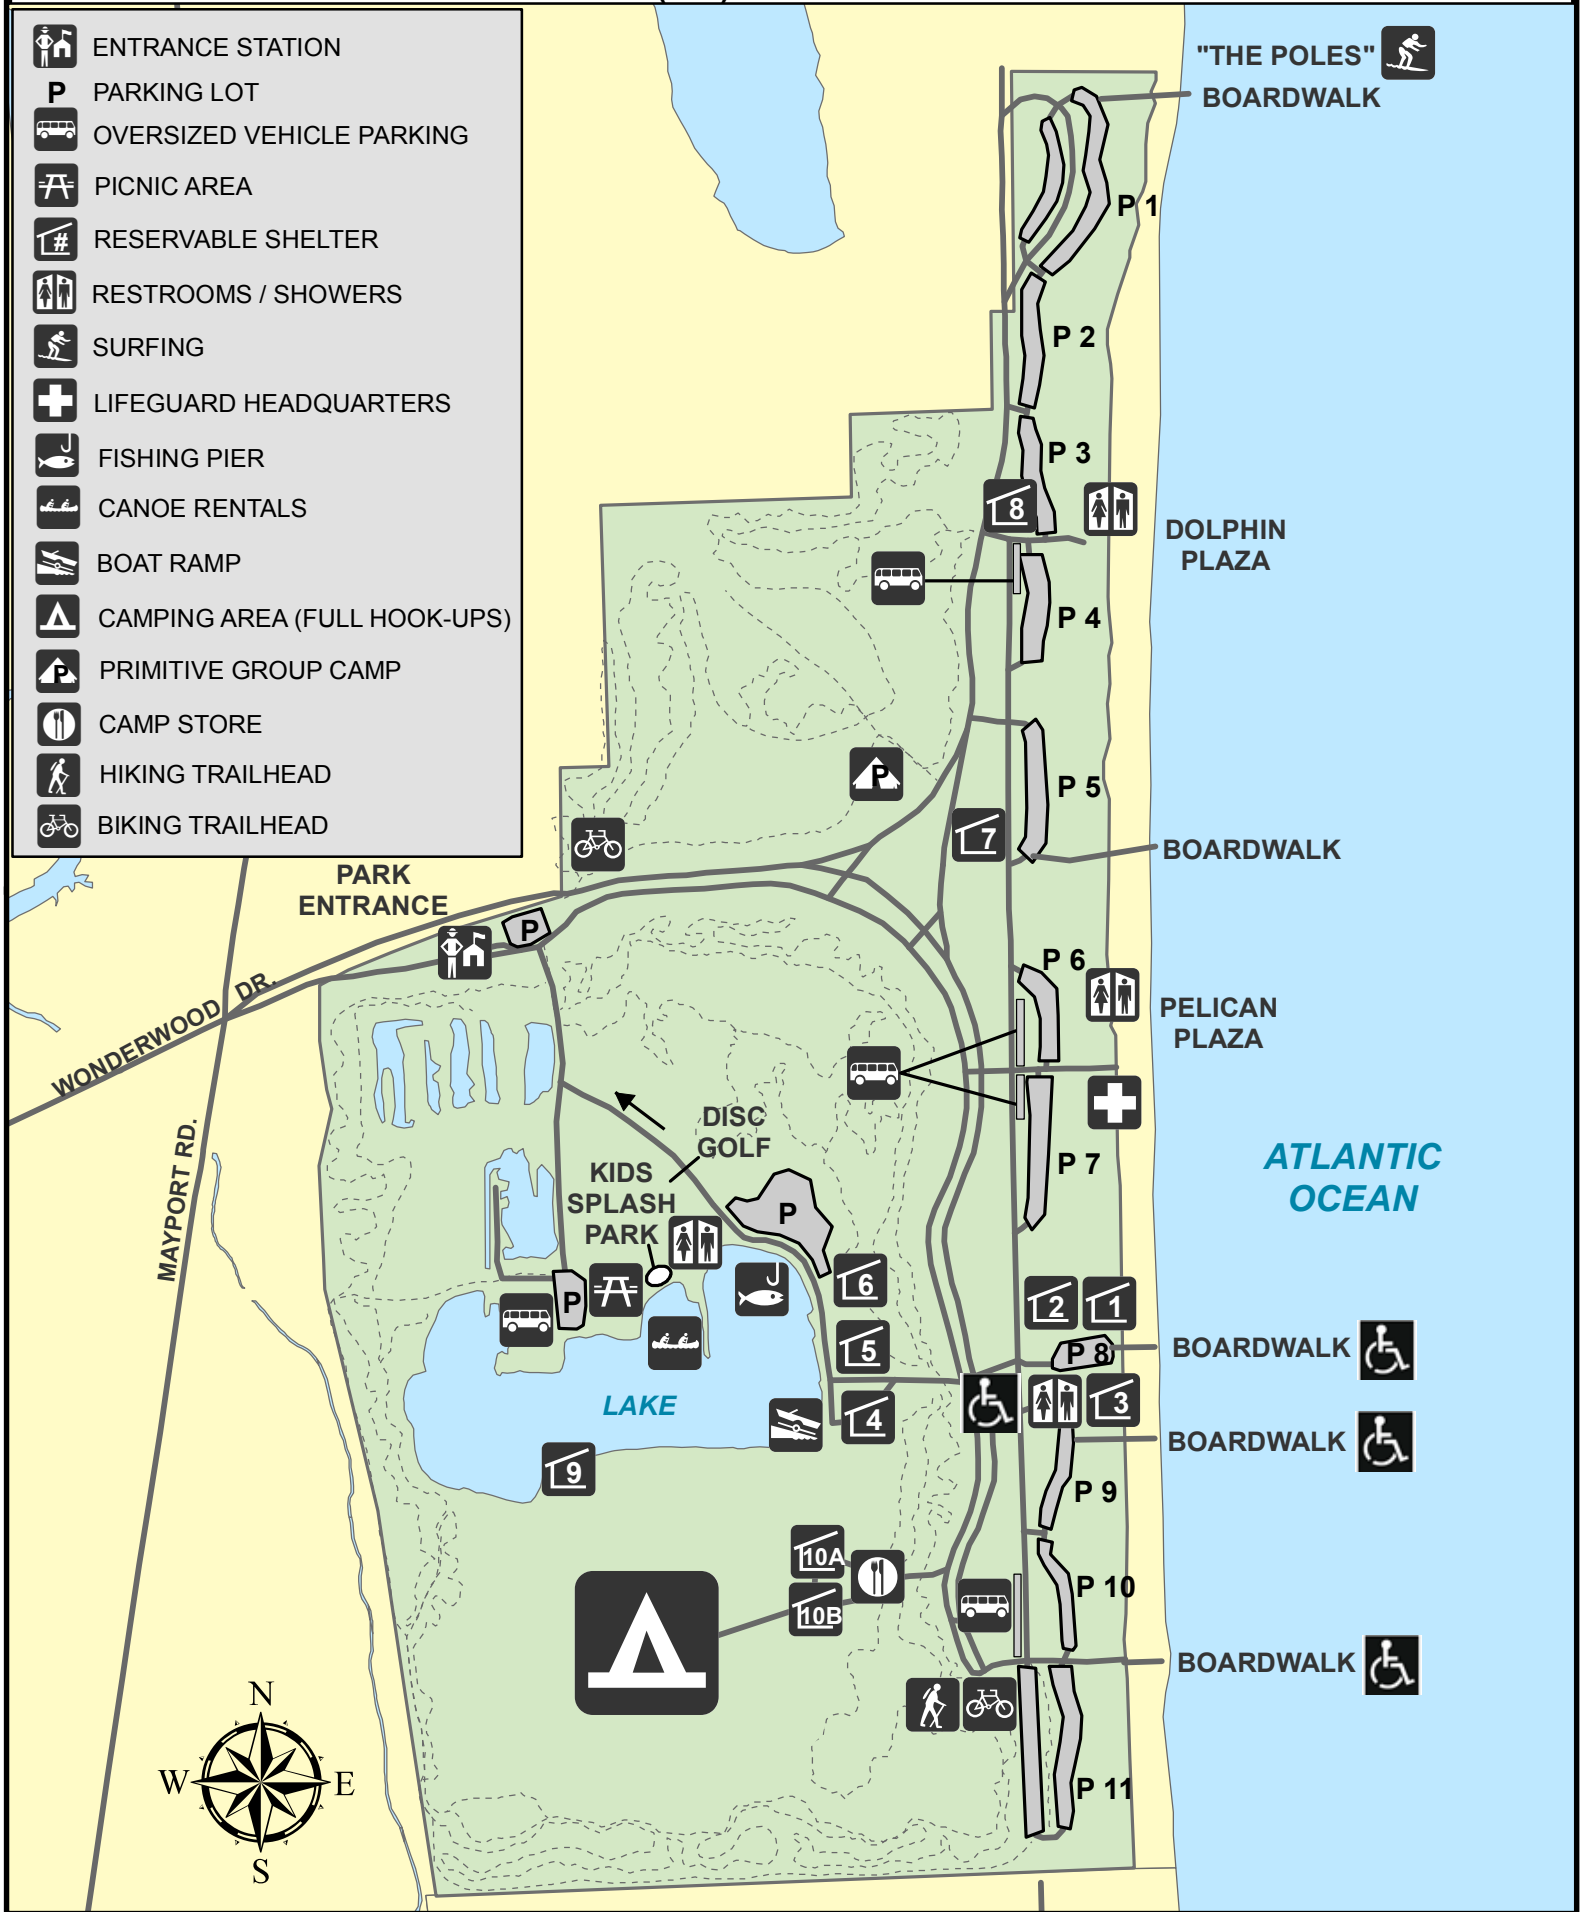 ENTRANCE STATION
P PARKING LOT
OVERSIZED VEHICLE PARKING
PICNIC AREA
# RESERVABLE SHELTER
RESTROOMS / SHOWERS
SURFING
LIFEGUARD HEADQUARTERS
FISHING PIER
CANOE RENTALS
BOAT RAMP
CAMPING AREA (FULL HOOK-UPS)
P PRIMITIVE GROUP CAMP
CAMP STORE
HIKING TRAILHEAD
BIKING TRAILHEAD
"THE POLES"
BOARDWALK
P 1
P 2
P 3
8
DOLPHIN
PLAZA
P 4
P
P 5
7
BOARDWALK
PARK
ENTRANCE
P
P 6
PELICAN
PLAZA
WONDERWOOD DR.
MAYPORT RD.
DISC
GOLF
KIDS
SPLASH
PARK
P
P 7
ATLANTIC
OCEAN
6
P
2
1
5
P 8
BOARDWALK
LAKE
4
3
BOARDWALK
9
P 9
10A
10B
P 10
BOARDWALK
P 11
N
W
E
S